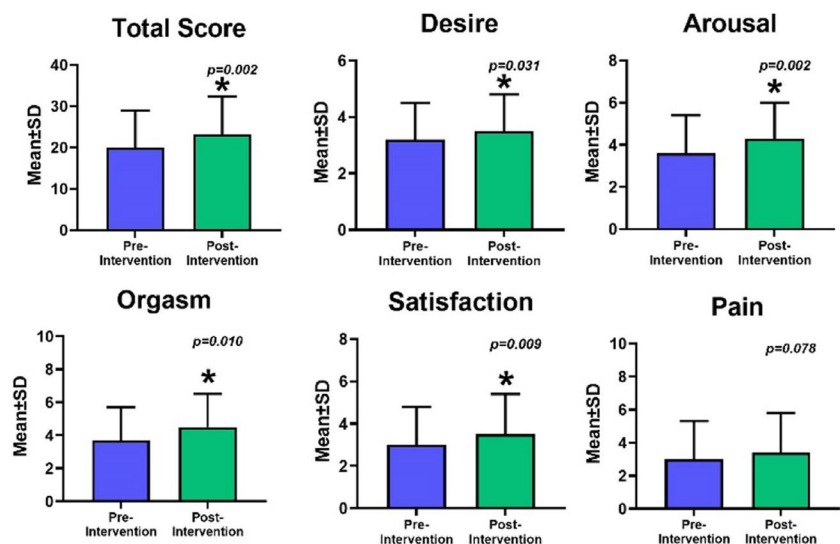 Total Score
p=0.002
*
Mean±SD
40
30
20
10
0
Pre-
Intervention
Post-
Intervention
Desire
p=0.031
*
Mean±SD
6
4
2
0
Pre-
Intervention
Post-
Intervention
Arousal
p=0.002
*
Mean±SD
8
6
4
2
0
Pre-
Intervention
Post-
Intervention
Orgasm
p=0.010
*
Mean±SD
10
8
6
4
2
0
Pre-
Intervention
Post-
Intervention
Satisfaction
p=0.009
*
Mean±SD
8
6
4
2
0
Pre-
Intervention
Post-
Intervention
Pain
p=0.078
Mean±SD
10
8
6
4
2
0
Pre-
Intervention
Post-
Intervention